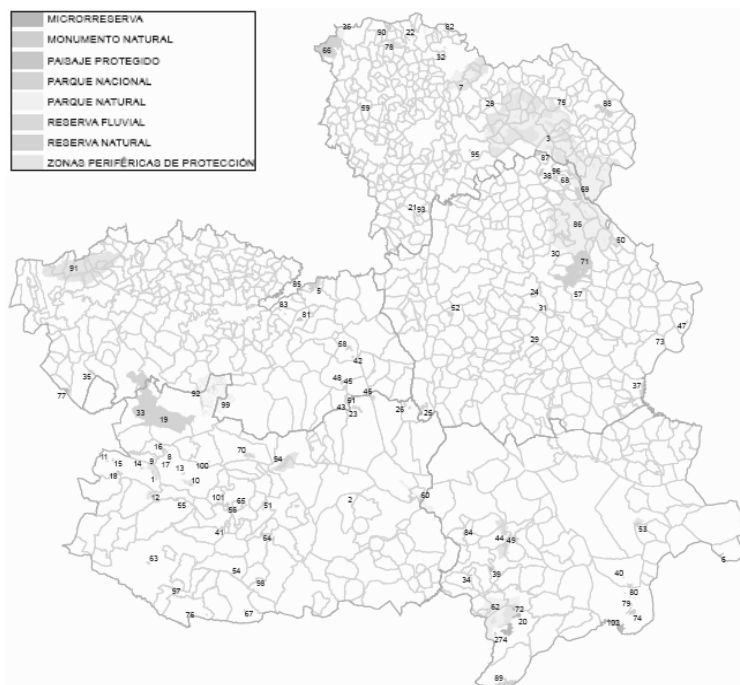 MICRORRESERVA
MONUMENTO NATURAL
PAISAJE PROTEGIDO
PARQUE NACIONAL
PARQUE NATURAL
RESERVA FLUVIAL
RESERVA NATURAL
ZONAS PERIFÉRICAS DE PROTECCIÓN
36 90 22 82
66 78 32
7
59 28 75 88
3
95 87
38 96 69
69
21 93
86
50
30
91 71
85 5 24 57
83 31
81 52
47
29 73
68
42
35 48 45 37
77 92 46
33 99 61
19 43 23 26 25
16 70
11 15 14 9 8 17 13 100 94
18 1 10
12 101 65 2 60
55 56 51
41 64 84 44 49 53
63 6
54 34 39 40
97 98 80
79
76 67 62 72 74
20 102
274
89